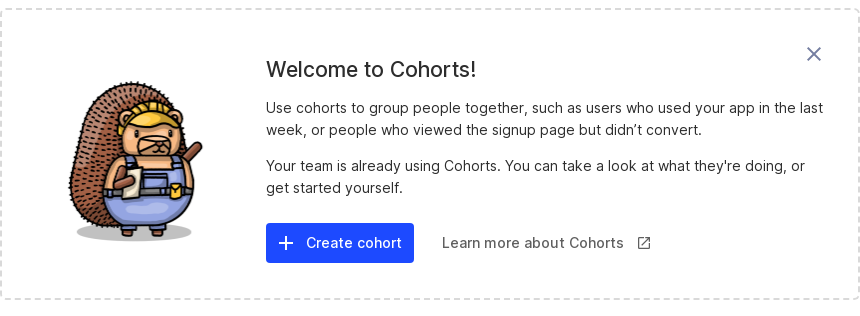 Welcome to Cohorts!
Use cohorts to group people together, such as users who used your app in the last
week, or people who viewed the signup page but didn’t convert.
Your team is already using Cohorts. You can take a look at what they're doing, or
get started yourself.
Create cohort
Learn more about Cohorts